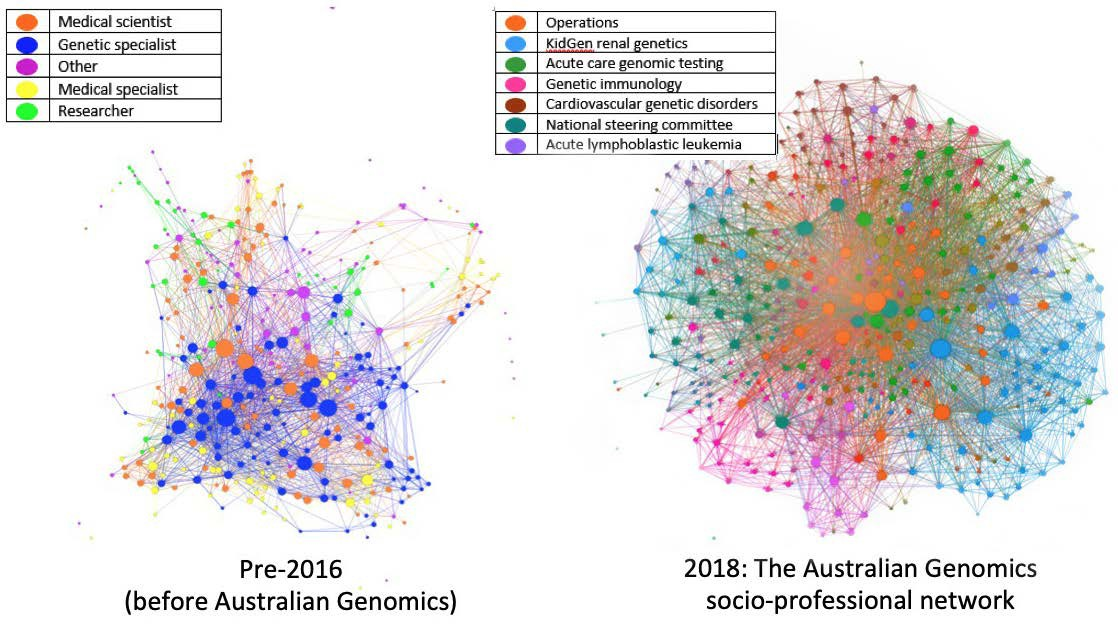 Medical scientist
Genetic specialist
Other
Medical specialist
Researcher
Operations
KidGen renal genetics
Acute care genomic testing
Genetic immunology
Cardiovascular genetic disorders
National steering committee
Acute lymphoblastic leukemia
Pre-2016
(before Australian Genomics)
2018: The Australian Genomics
socio-professional network